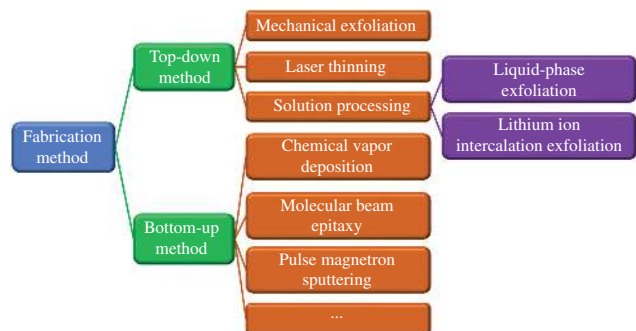 Fabrication
method
Top-down
method
Mechanical exfoliation
Laser thinning
Solution processing
Liquid-phase
exfoliation
Lithium ion
intercalation exfoliation
Bottom-up
method
Chemical vapor
deposition
Molecular beam
epitaxy
Pulse magnetron
sputtering
...